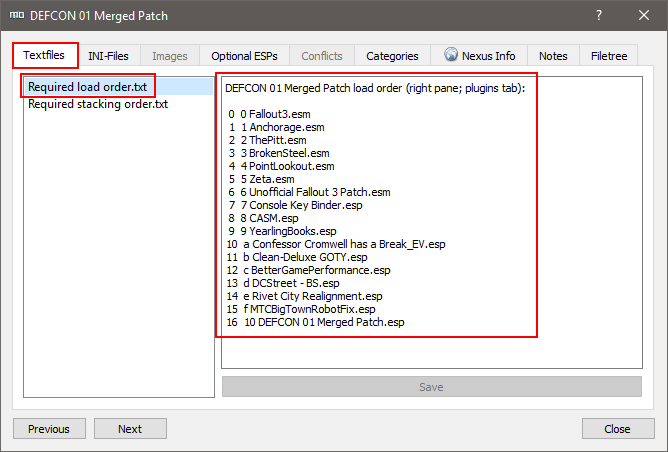 DEFCON 01 Merged Patch
Textfiles INI-Files Images Optional ESPs Conflicts Categories Nexus Info Notes Filetree
Required load order.txt
Required stacking order.txt
DEFCON 01 Merged Patch load order (right pane; plugins tab):
0 0 Fallout3.esm
1 1 Anchorage.esm
2 2 ThePitt.esm
3 3 BrokenSteel.esm
4 4 PointLookout.esm
5 5 Zeta.esm
6 6 Unofficial Fallout 3 Patch.esm
7 7 Console Key Binder.esp
8 8 CASM.esp
9 9 YearlingBooks.esp
10 a Confessor Cromwell has a Break_EV.esp
11 b Clean-Deluxe GOTY.esp
12 c BetterGamePerformance.esp
13 d DCStreet - BS.esp
14 e Rivet City Realignment.esp
15 f MTCBigTownRobotFix.esp
16 10 DEFCON 01 Merged Patch.esp
Save
Previous Next Close